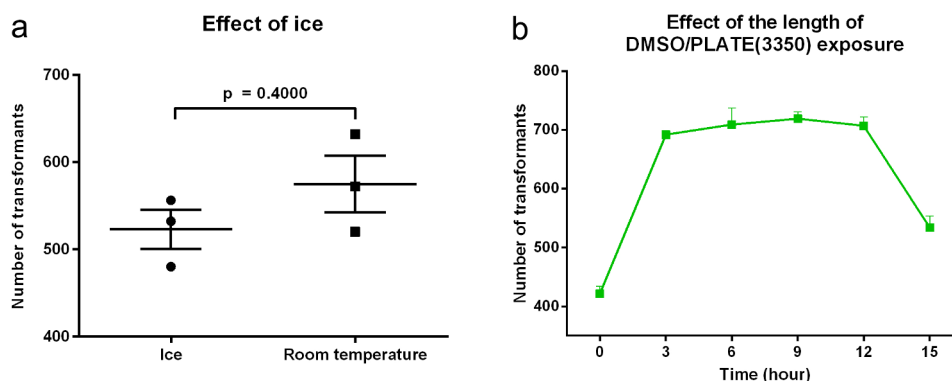 a
Effect of ice
Number of transformants
700
600
500
400
p = 0.4000
Ice
Room temperature
b
Effect of the length of
DMSO/PLATE(3350) exposure
Number of transformants
800
700
600
500
400
0
3
6
9
12
15
Time (hour)